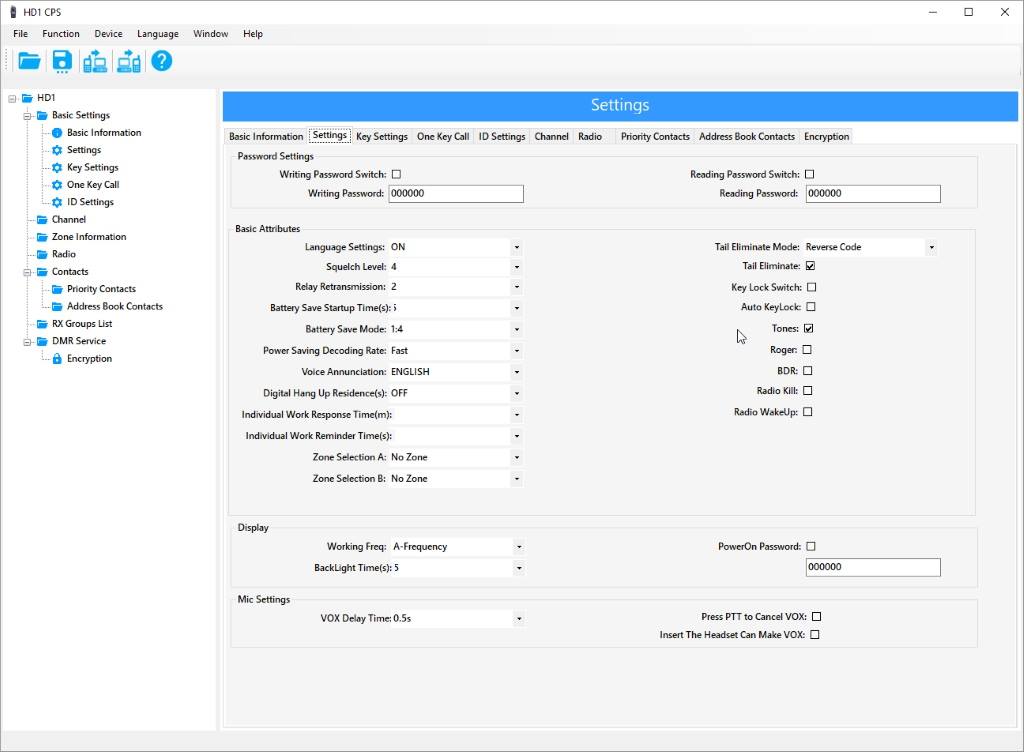 HD1 CPS
File Function Device Language Window Help
HD1
Basic Settings
Basic Information
Settings
Key Settings
One Key Call
ID Settings
Channel
Zone Information
Radio
Contacts
Priority Contacts
Address Book Contacts
RX Groups List
DMR Service
Encryption
Settings
Basic Information Settings Key Settings One Key Call ID Settings Channel Radio Priority Contacts Address Book Contacts Encryption
Password Settings
Writing Password Switch: Reading Password Switch:
Writing Password: 000000 Reading Password: 000000
Basic Attributes
Language Settings: ON Tail Eliminate Mode: Reverse Code
Squelch Level: 4 Tail Eliminate:
Relay Retransmission: 2 Key Lock Switch:
Battery Save Startup Time(s): 5 Auto KeyLock:
Battery Save Mode: 1:4 Tones:
Power Saving Decoding Rate: Fast Roger:
Voice Annunciation: ENGLISH BDR:
Digital Hang Up Residence(s): OFF Radio Kill:
Individual Work Response Time(m): Radio WakeUp:
Individual Work Reminder Time(s):
Zone Selection A: No Zone
Zone Selection B: No Zone
Display
Working Freq: A-Frequency PowerOn Password:
BackLight Time(s): 5 000000
Mic Settings
VOX Delay Time: 0.5s Press PTT to Cancel VOX:
Insert The Headset Can Make VOX: